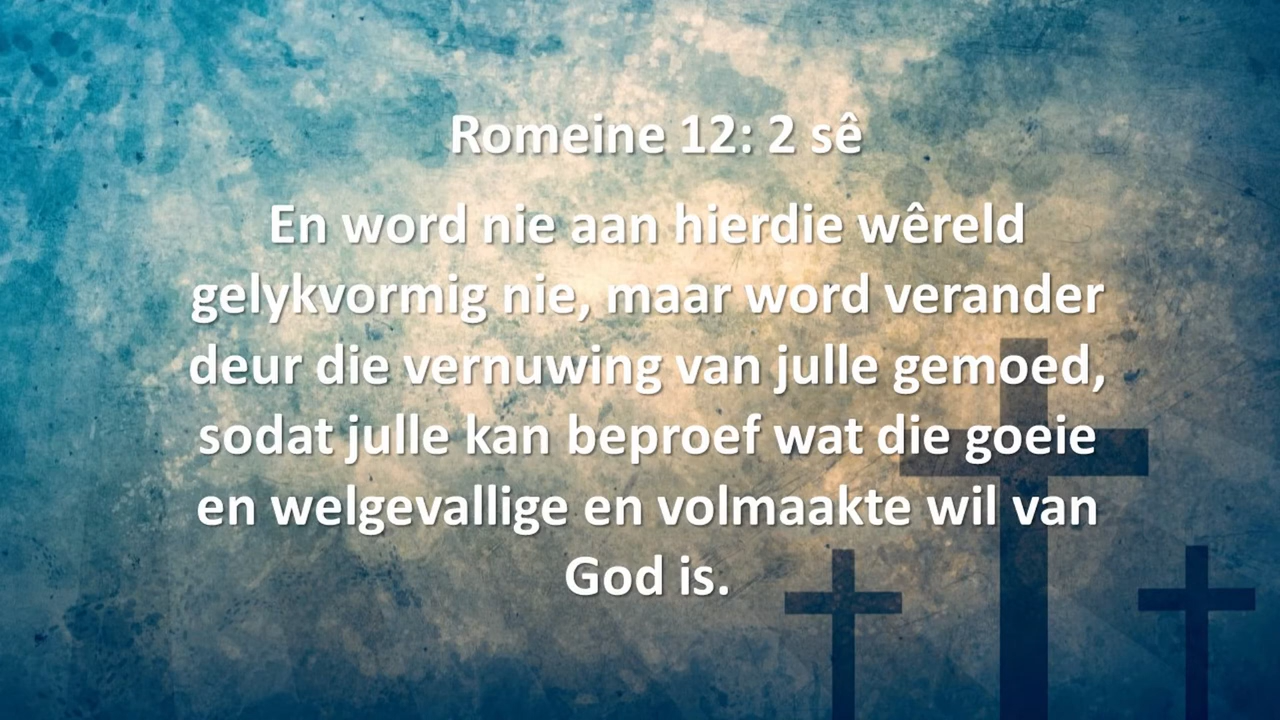 Romeine 12: 2 sê
En word nie aan hierdie wêreld
gelykvormig nie, maar word verander
deur die vernuwing van julle gemoed,
sodat julle kan beproef wat die goeie
en welgevallige en volmaakte wil van
God is.